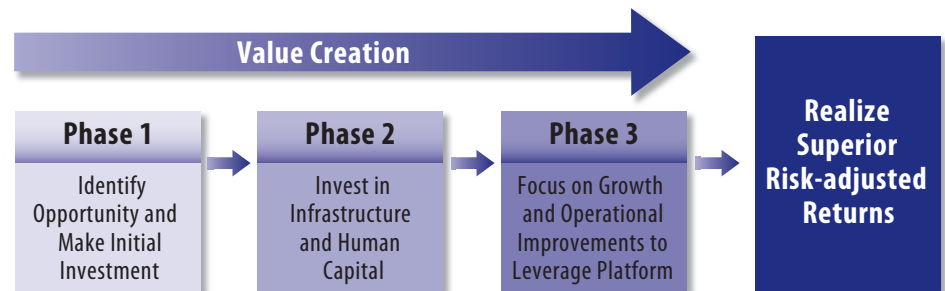 Value Creation
Phase 1
Identify
Opportunity and
Make Initial
Investment
Phase 2
Invest in
Infrastructure
and Human
Capital
Phase 3
Focus on Growth
and Operational
Improvements to
Leverage Platform
Realize
Superior
Risk-adjusted
Returns